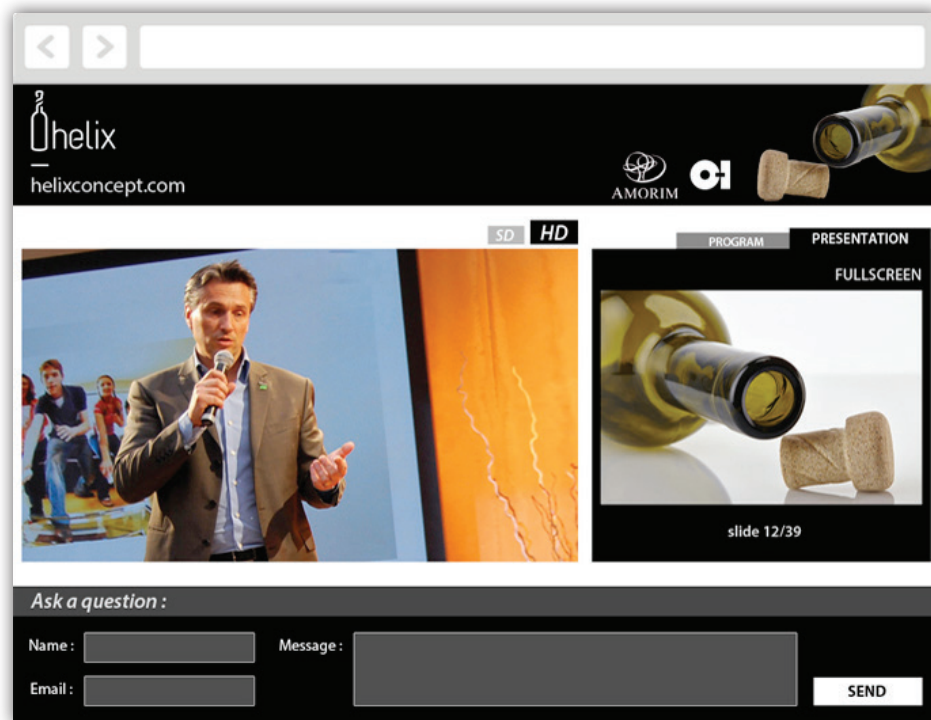 helix
helixconcept.com
AMORIM
O-I
SD HD
PROGRAM PRESENTATION
FULLSCREEN
slide 12/39
Ask a question :
Name :
Message :
Email :
SEND